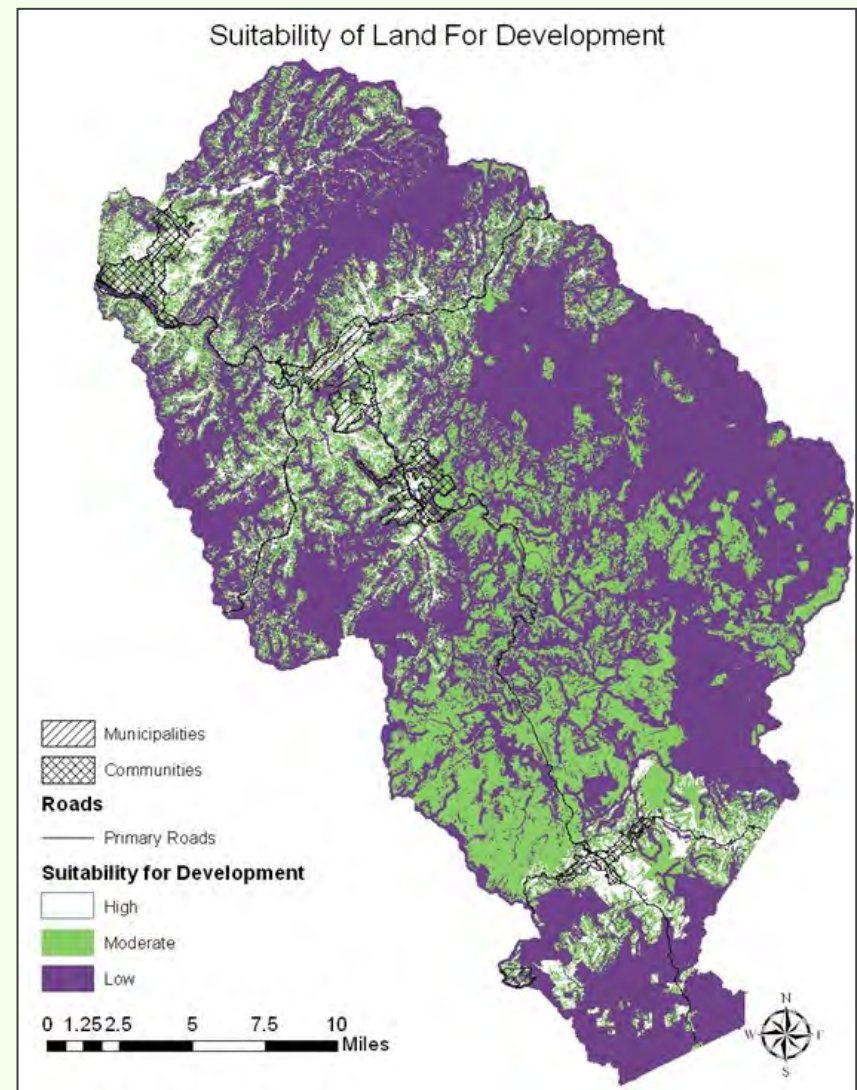 Suitability of Land For Development
Municipalities
Communities
Roads
Primary Roads
Suitability for Development
High
Moderate
Low
0 1.25 2.5 5 7.5 10
Miles
N
W E
S